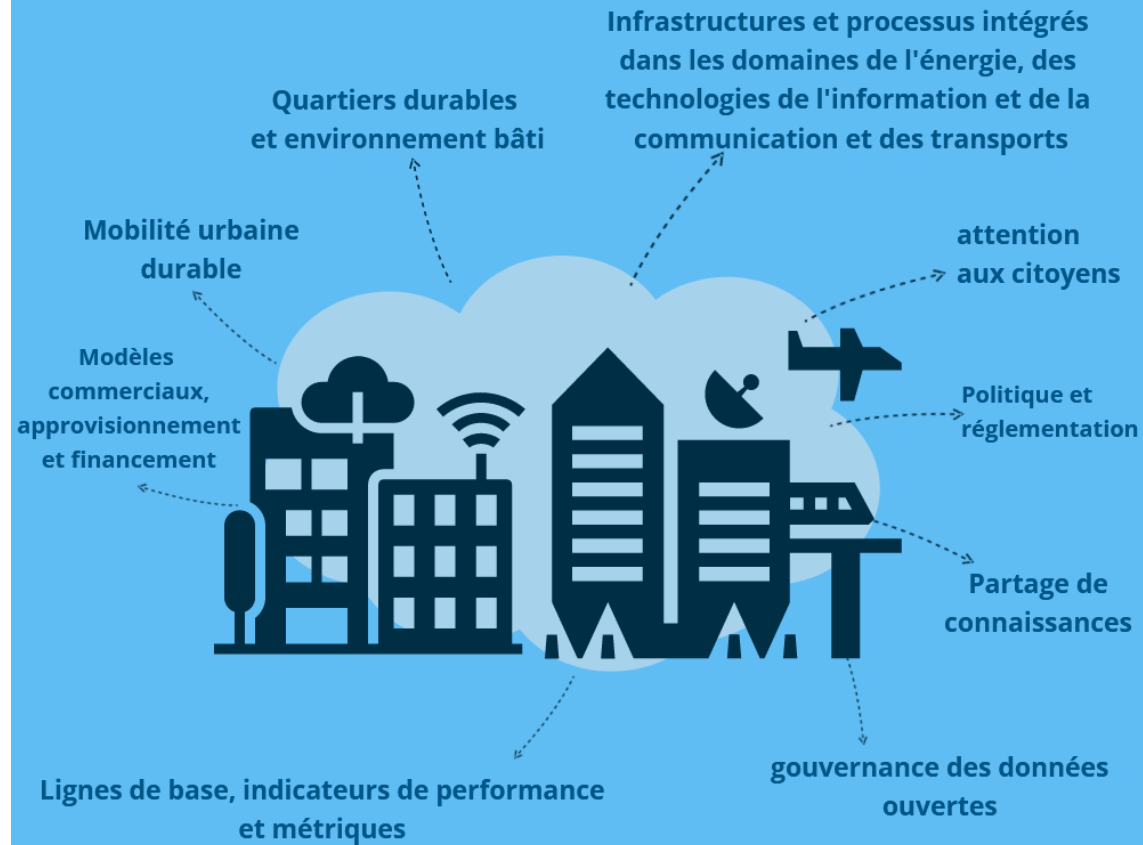 Infrastructures et processus intégrés
dans les domaines de l'énergie, des
technologies de l'information et de la
communication et des transports
Quartiers durables
et environnement bâti
Mobilité urbaine
durable
attention
aux citoyens
Modèles
commerciaux,
approvisionnement
et financement
Politique et
réglementation
Partage de
connaissances
gouvernance des données
ouvertes
Lignes de base, indicateurs de performance
et métriques